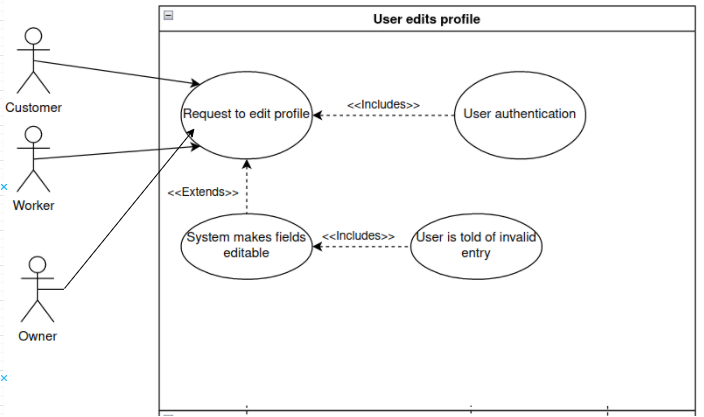 User edits profile
Customer
Request to edit profile
<<Includes>>
User authentication
Worker
<<Extends>>
System makes fields
editable
<<Includes>>
User is told of invalid
entry
Owner